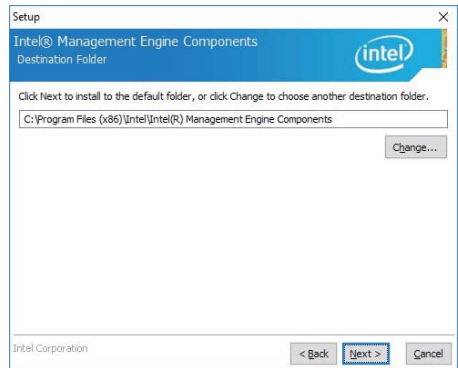 Setup
Intel® Management Engine Components
Destination Folder
intel
Click Next to install to the default folder, or click Change to choose another destination folder.
C:\Program Files (x86)\Intel\Intel(R) Management Engine Components
Change...
Intel Corporation
< Back Next > Cancel